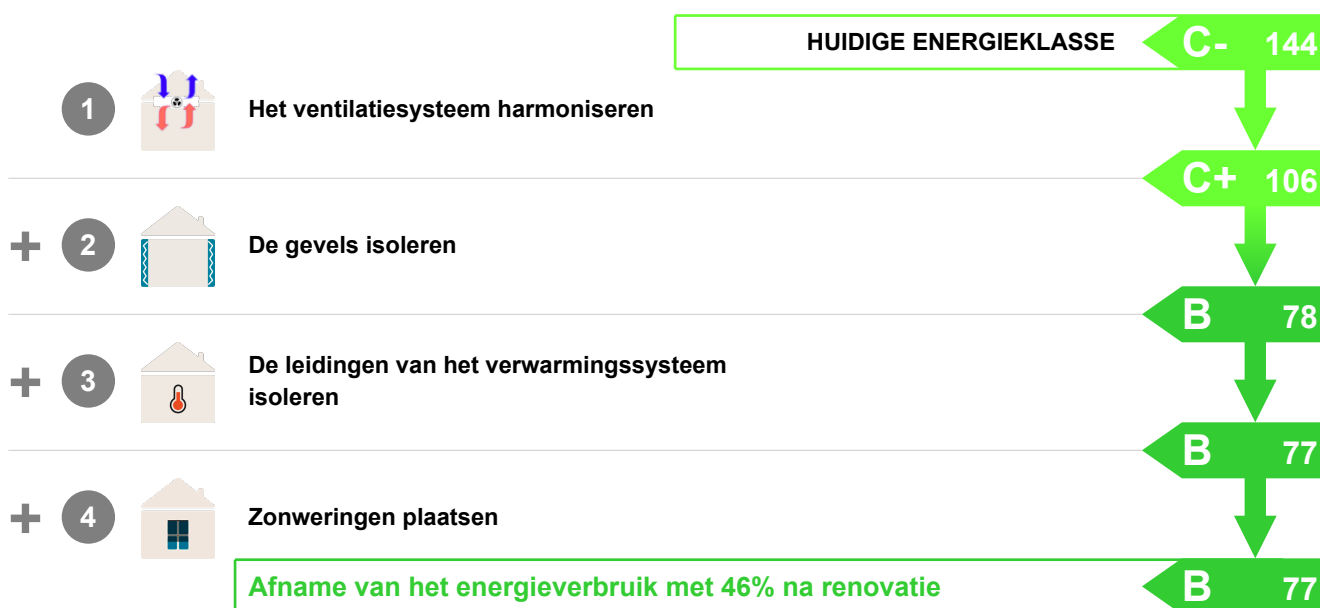 HUIDIGE ENERGIEKLASSE C- 144
1 Het ventilatiesysteem harmoniseren
C+ 106
+ 2 De gevels isoleren
B 78
+ 3 De leidingen van het verwarmingssysteem
isoleren
B 77
+ 4 Zonweringen plaatsen
Afname van het energieverbruik met 46% na renovatie B 77